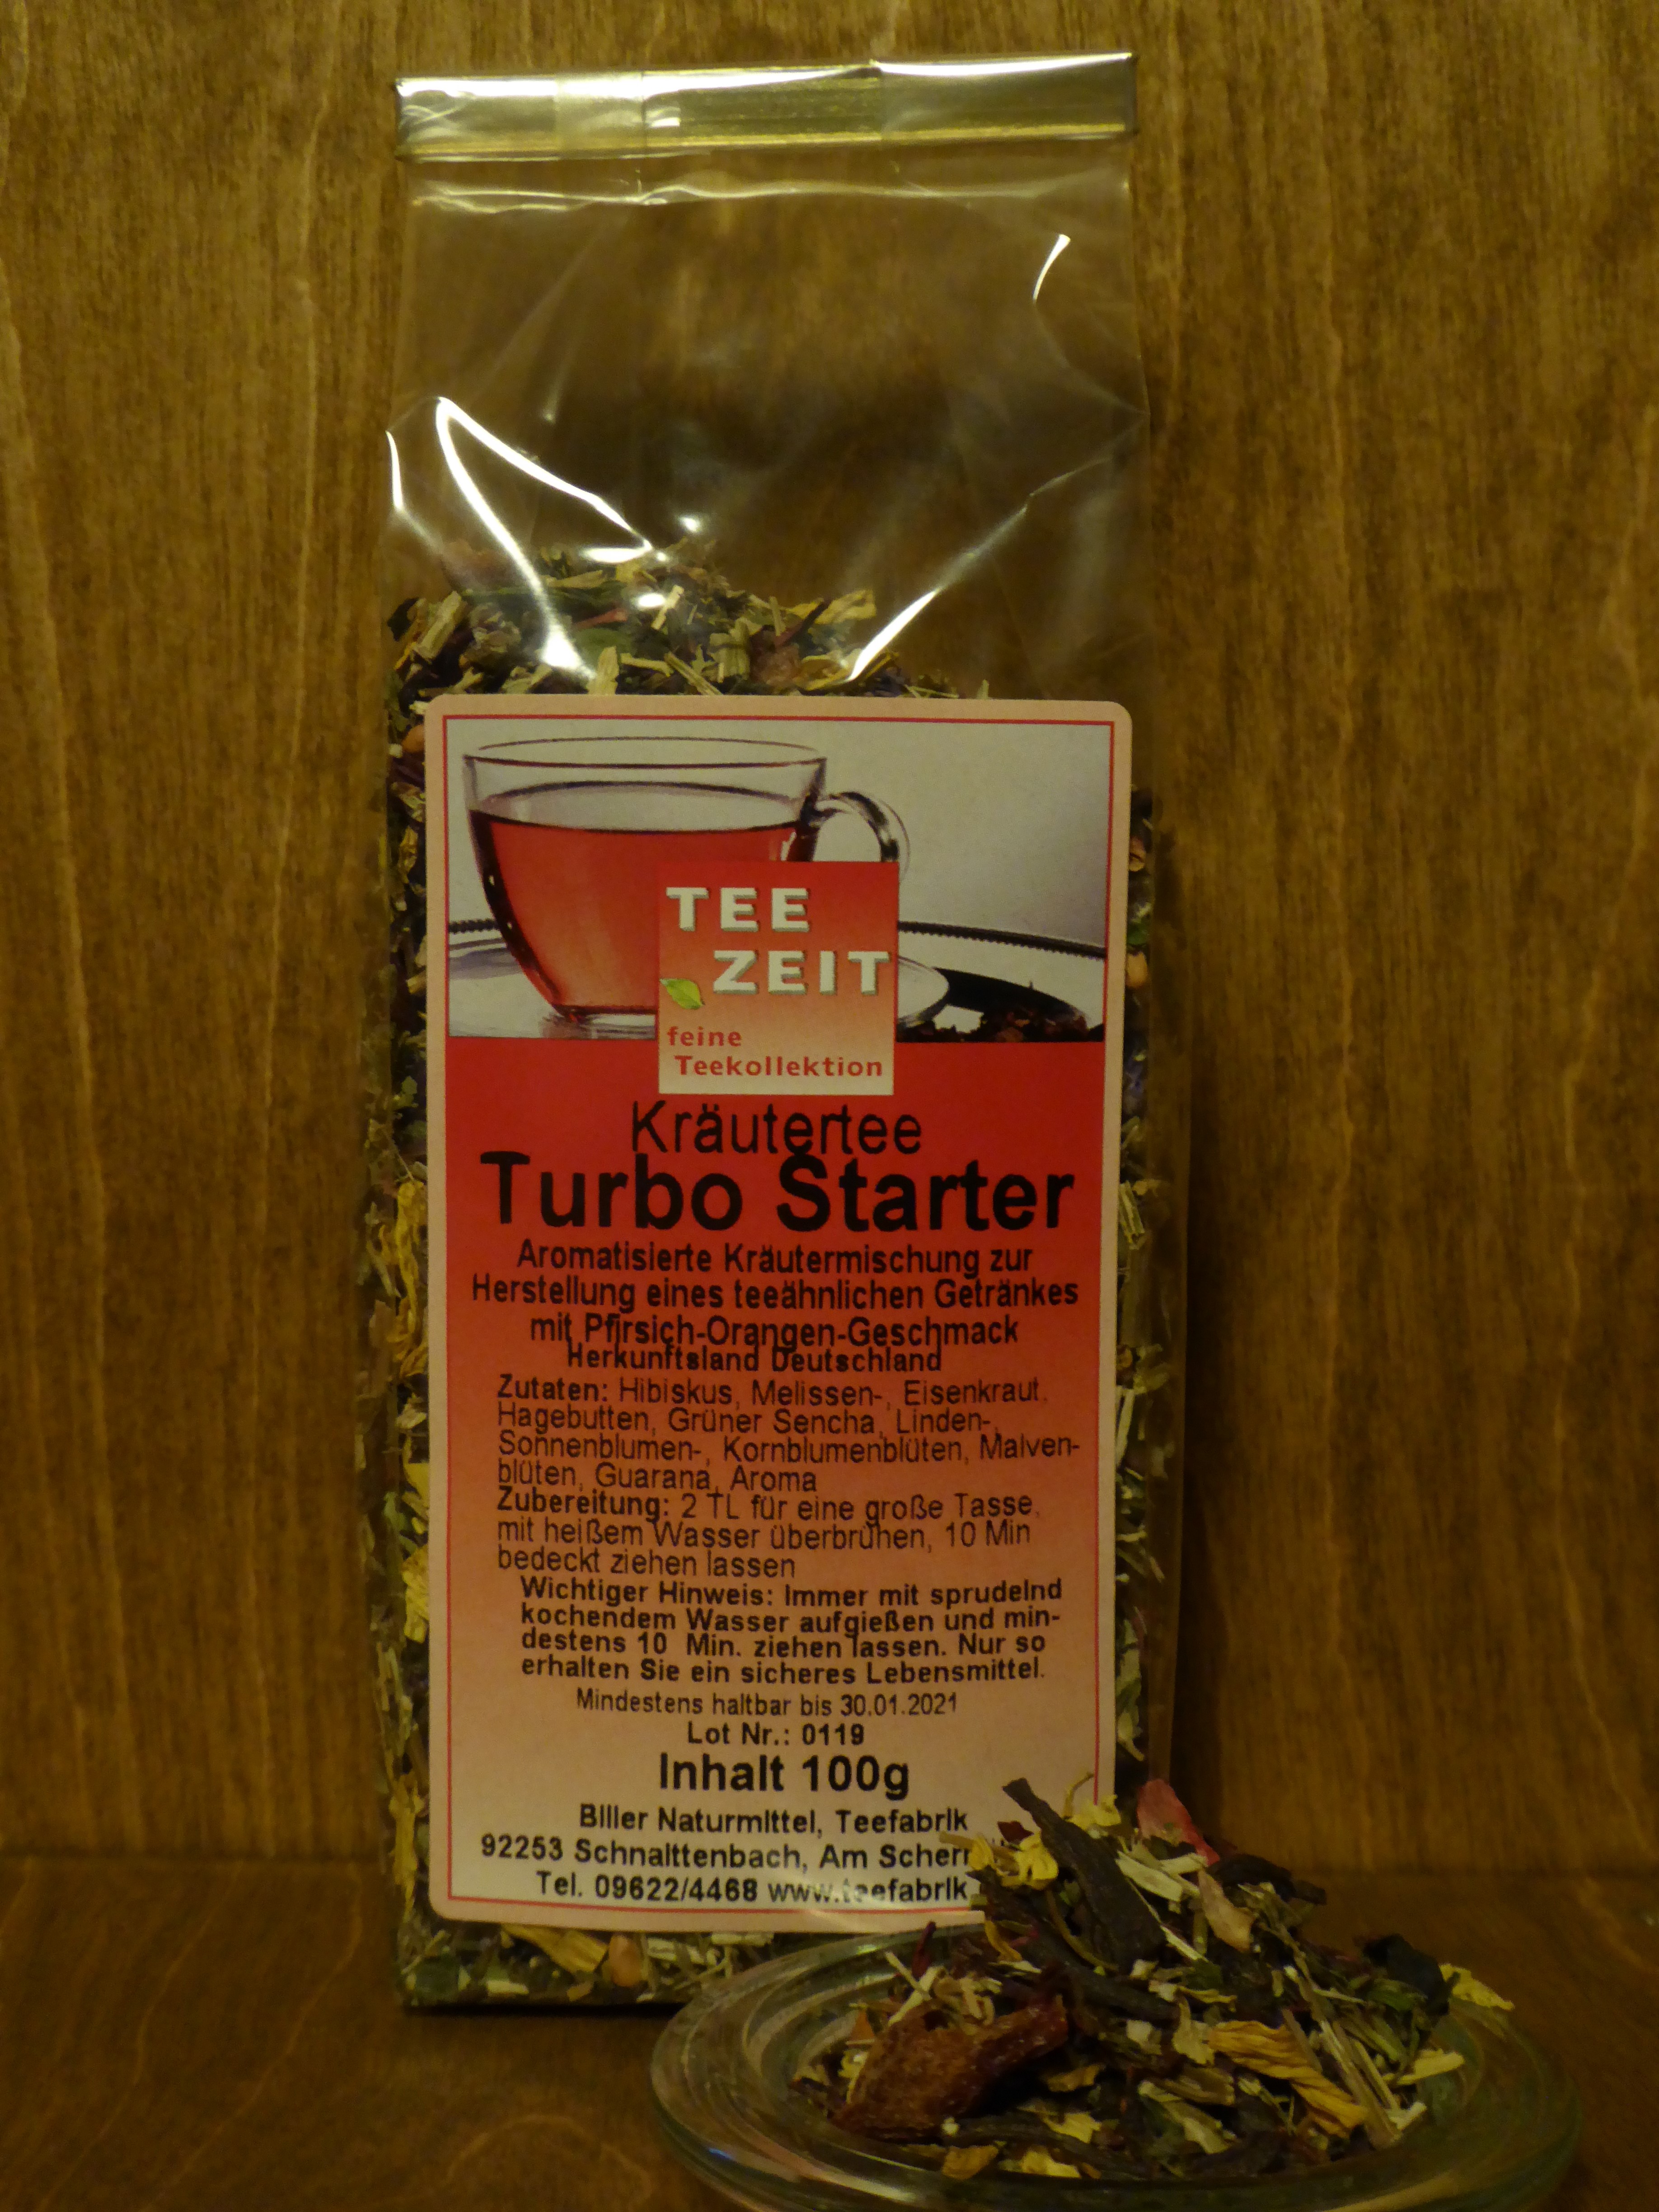 TEE
ZEIT
feine
Teekollektion
Kräutertee
Turbo Starter
Aromatisierte Kräutermischung zur
Herstellung eines teeähnlichen Getränkes
mit Pfirsich-Orangen-Geschmack
Herkunftsland Deutschland
Zutaten: Hibiskus, Melissen-, Eisenkraut,
Hagebutten, Grüner Sencha, Linden-,
Sonnenblumen-, Kornblumenblüten, Malven-
blüten, Guarana, Aroma
Zubereitung: 2 TL für eine große Tasse,
mit heißem Wasser überbrühen, 10 Min
bedeckt ziehen lassen
Wichtiger Hinweis: Immer mit sprudelnd
kochendem Wasser aufgießen und min-
destens 10 Min. ziehen lassen. Nur so
erhalten Sie ein sicheres Lebensmittel.
Mindestens haltbar bis 30.01.2021
Lot Nr.: 0119
Inhalt 100g
Biller Naturmittel, Teefabrik
92253 Schnaittenbach, Am Scher
Tel. 09622/4468 www.teefabrik